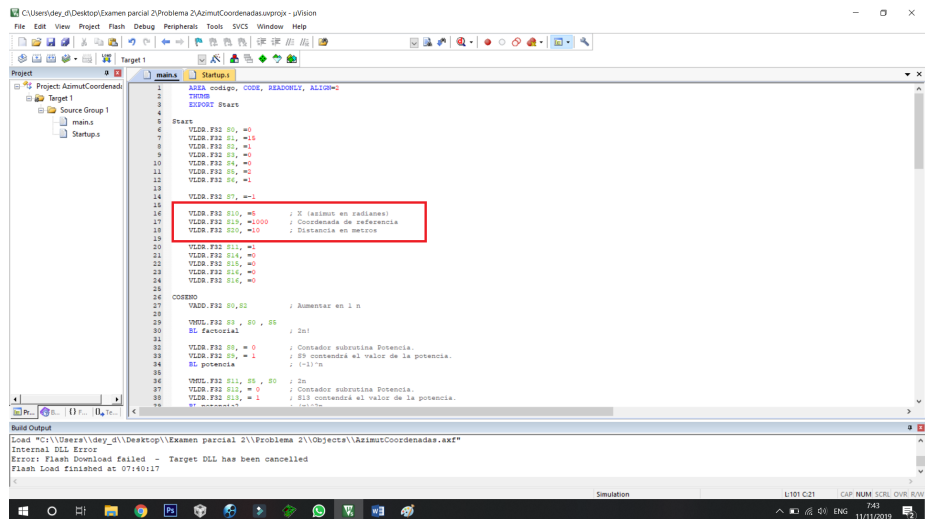 C:\Users\dey_d\Desktop\Examen parcial 2\Problema 2\AzimutCoordenadas.uvprojx - µVision
File Edit View Project Flash Debug Peripherals Tools SVCS Window Help
Target 1
Project
main.s
Startup.s
Project: AzimutCoordenada
Target 1
Source Group 1
main.s
Startup.s
1 AREA codigo, CODE, READONLY, ALIGN=2
2 THUMB
3 EXPORT Start
4
5 Start
6 VLDR.F32 S0, =0
7 VLDR.F32 S1, =15
8 VLDR.F32 S2, =1
9 VLDR.F32 S3, =0
10 VLDR.F32 S4, =0
11 VLDR.F32 S5, =2
12 VLDR.F32 S6, =1
13
14 VLDR.F32 S7, =-1
15
16 VLDR.F32 S10, =5 ; X (azimut en radianes)
17 VLDR.F32 S19, =1000 ; Coordenada de referencia
18 VLDR.F32 S20, =10 ; Distancia en metros
19
20 VLDR.F32 S11, =1
21 VLDR.F32 S14, =0
22 VLDR.F32 S15, =0
23 VLDR.F32 S16, =0
24 VLDR.F32 S16, =0
25
26 COSENO
27 VADD.F32 S0,S2 ; Aumentar en 1 n
28
29 VMUL.F32 S3 , S0 , S5
30 BL factorial ; 2n!
31
32 VLDR.F32 S8, = 0 ; Contador subrutina Potencia.
33 VLDR.F32 S9, = 1 ; S9 contendrá el valor de la potencia.
34 BL potencia ; (-1)^n
35
36 VMUL.F32 S11, S5 , S0 ; 2n
37 VLDR.F32 S12, = 0 ; Contador subrutina Potencia.
38 VLDR.F32 S13, = 1 ; S13 contendrá el valor de la potencia.
39
Pr... B... {} F... Te...
Build Output
Load "C:\\Users\\dey_d\\Desktop\\Examen parcial 2\\Problema 2\\Objects\\AzimutCoordenadas.axf"
Internal DLL Error
Error: Flash Download failed - Target DLL has been cancelled
Flash Load finished at 07:40:17
Simulation L:101 C:21 CAP NUM SCRL OVR R/W
Ps
ENG
7:43
11/11/2019
2